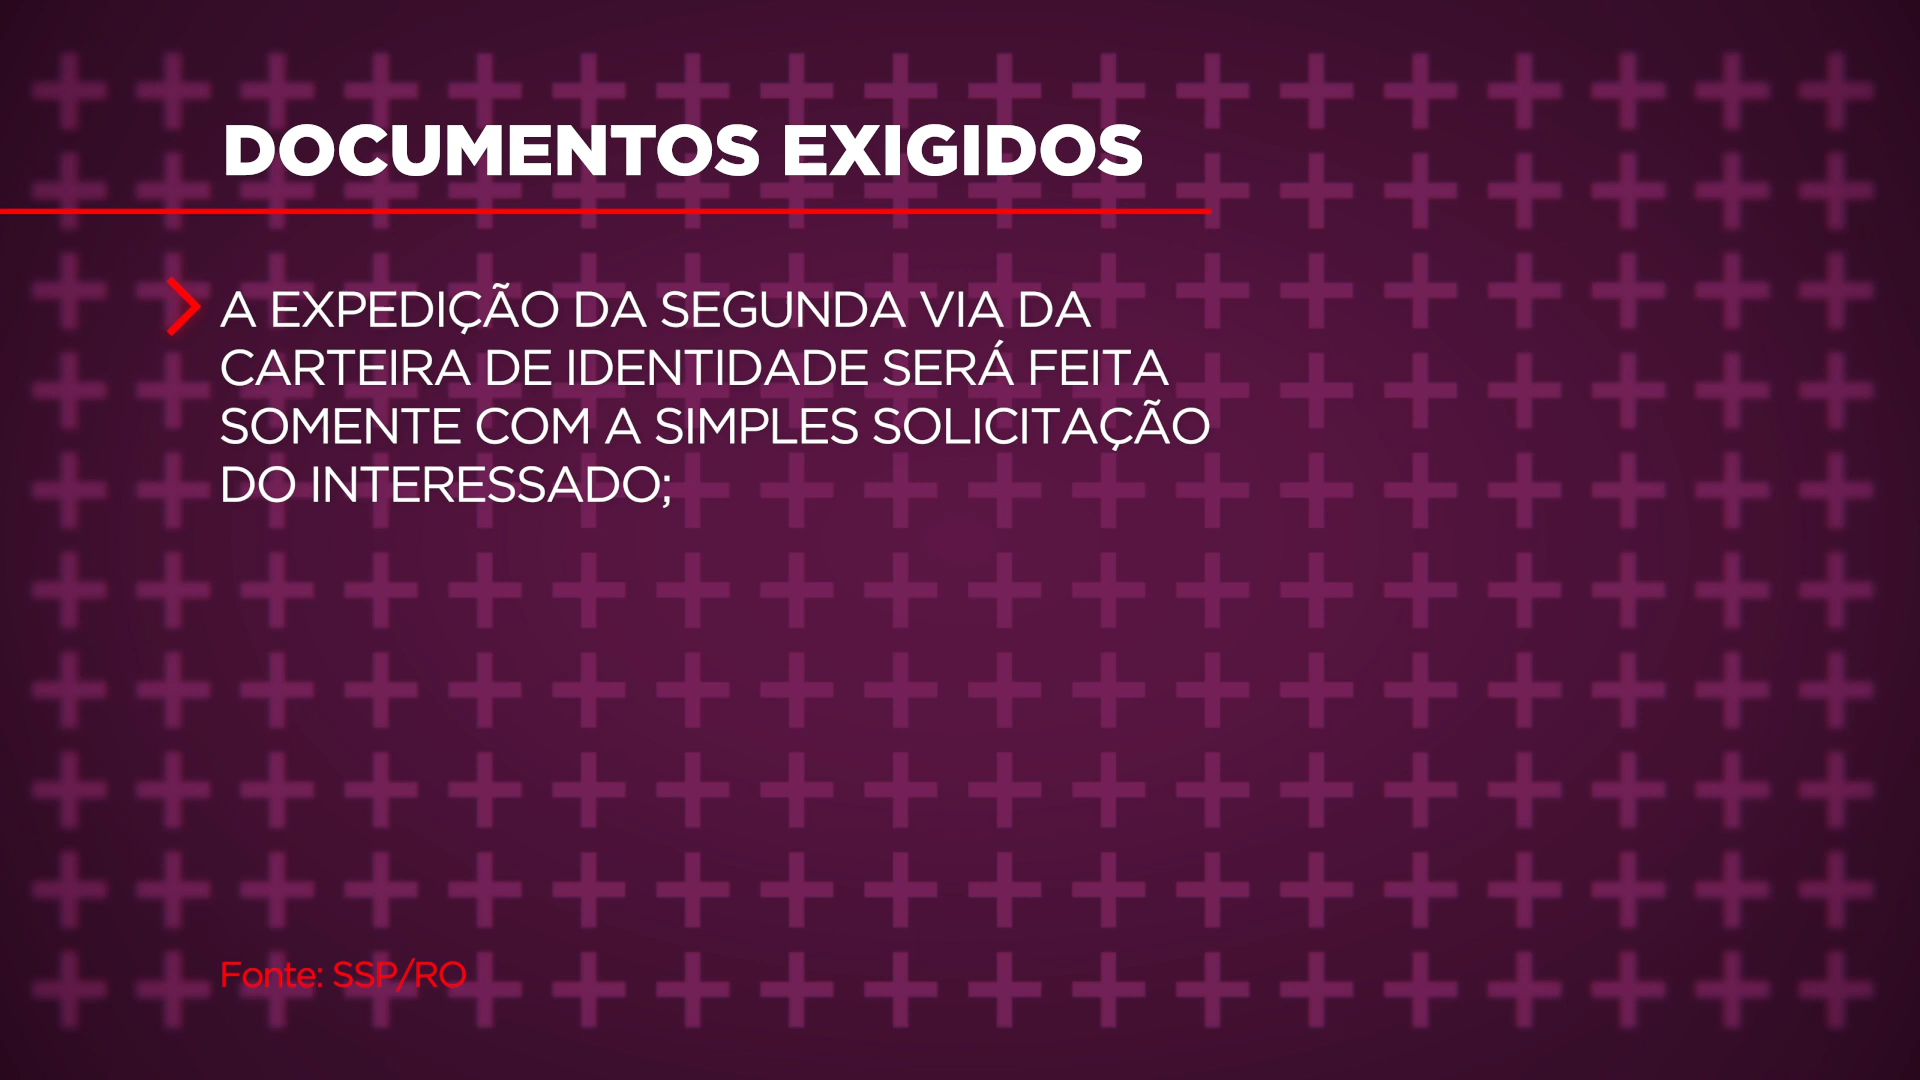 DOCUMENTOS EXIGIDOS
A EXPEDIÇÃO DA SEGUNDA VIA DA
CARTEIRA DE IDENTIDADE SERÁ FEITA
SOMENTE COM A SIMPLES SOLICITAÇÃO
DO INTERESSADO;
Fonte: SSP/RO